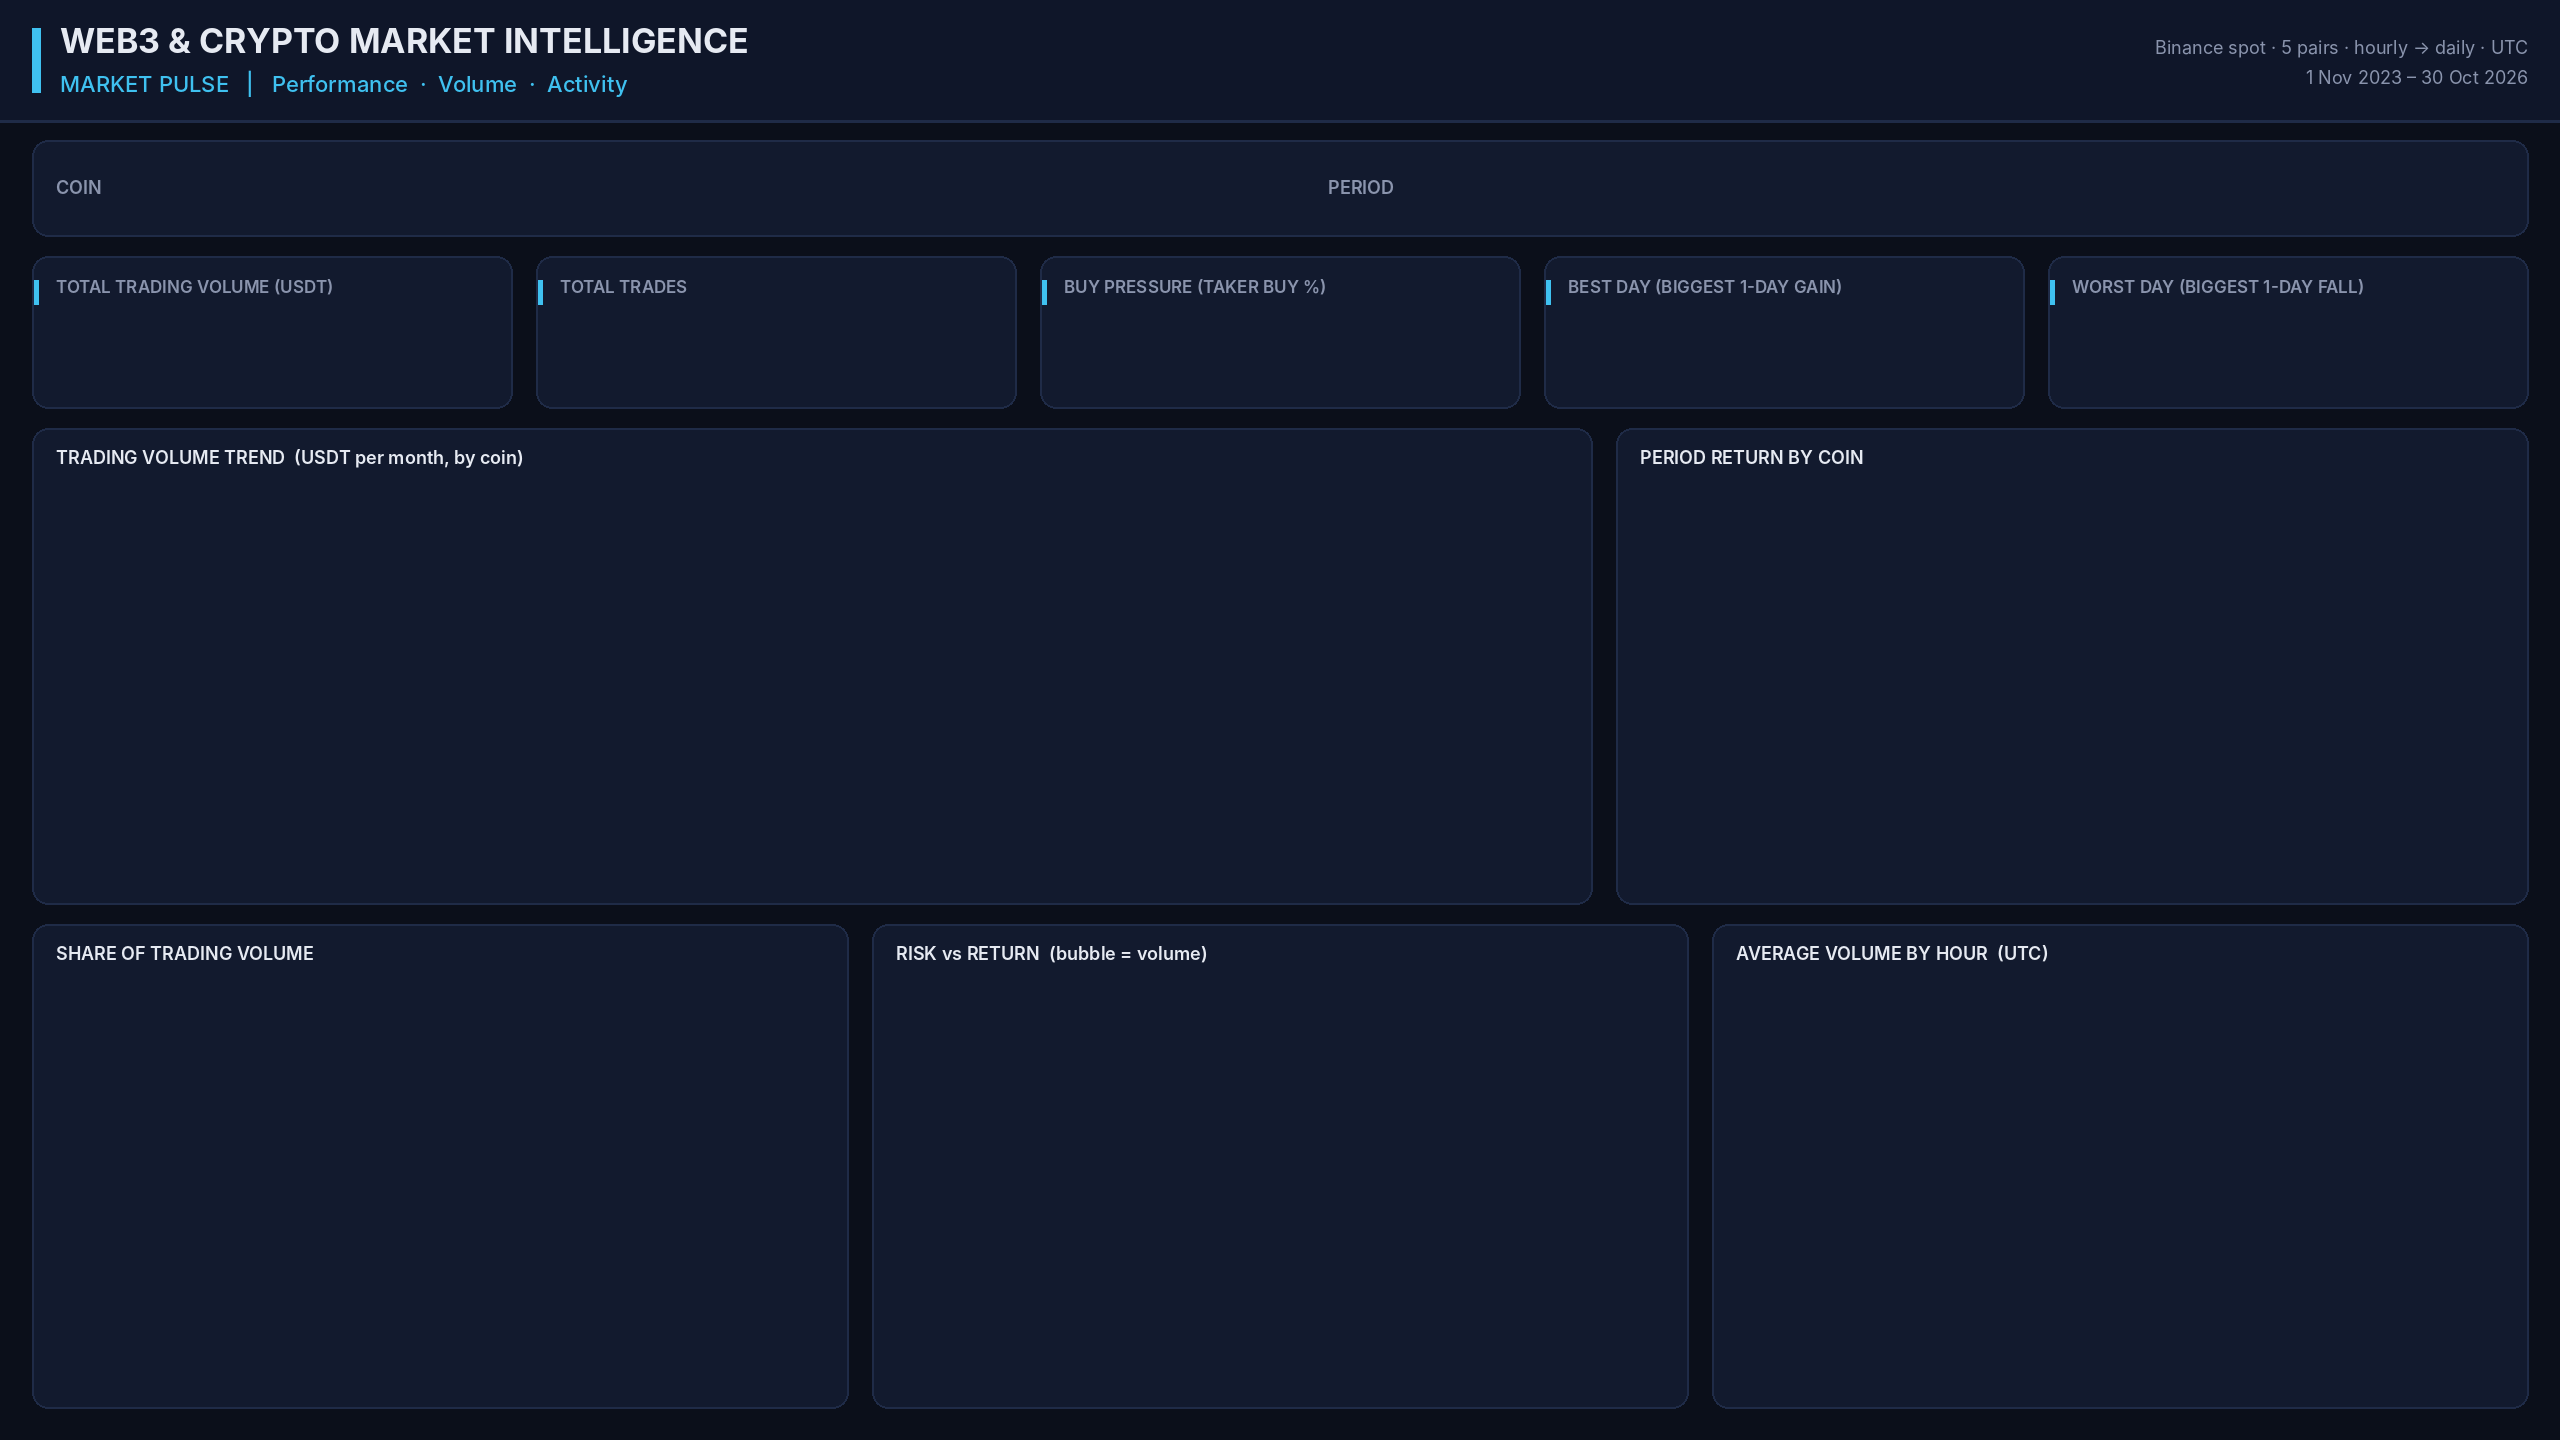 WEB3 & CRYPTO MARKET INTELLIGENCE
MARKET PULSE | Performance · Volume · Activity
Binance spot · 5 pairs · hourly → daily · UTC
1 Nov 2023 – 30 Oct 2026
COIN
PERIOD
TOTAL TRADING VOLUME (USDT)
TOTAL TRADES
BUY PRESSURE (TAKER BUY %)
BEST DAY (BIGGEST 1-DAY GAIN)
WORST DAY (BIGGEST 1-DAY FALL)
TRADING VOLUME TREND (USDT per month, by coin)
PERIOD RETURN BY COIN
SHARE OF TRADING VOLUME
RISK vs RETURN (bubble = volume)
AVERAGE VOLUME BY HOUR (UTC)